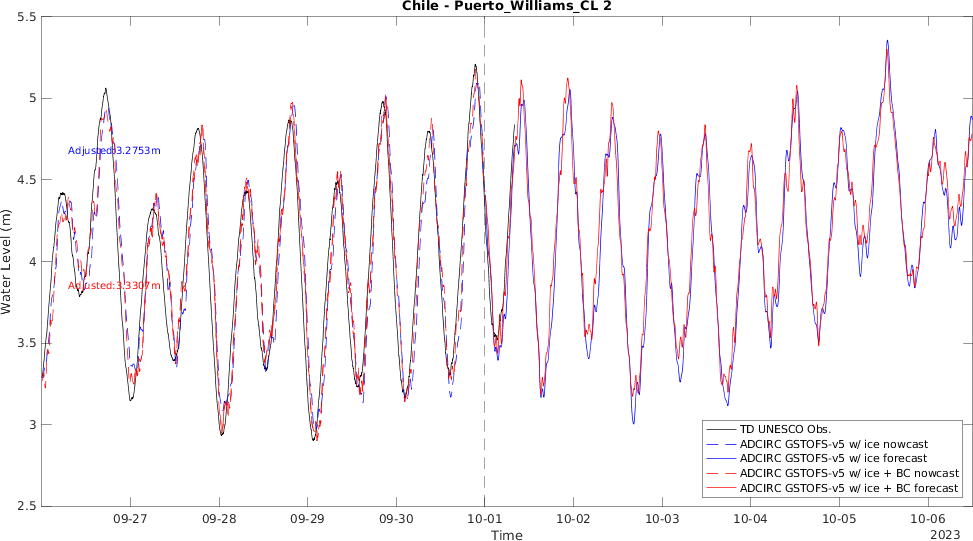 Chile - Puerto_Williams_CL 2
5.5
5
4.5
4
3.5
3
2.5
Water Level (m)
Adjusted:3.2753m
Adjusted:3.3307m
TD UNESCO Obs.
ADCIRC GSTOFS-v5 w/ ice nowcast
ADCIRC GSTOFS-v5 w/ ice forecast
ADCIRC GSTOFS-v5 w/ ice + BC nowcast
ADCIRC GSTOFS-v5 w/ ice + BC forecast
09-27 09-28 09-29 09-30 10-01 10-02 10-03 10-04 10-05 10-06
2023
Time